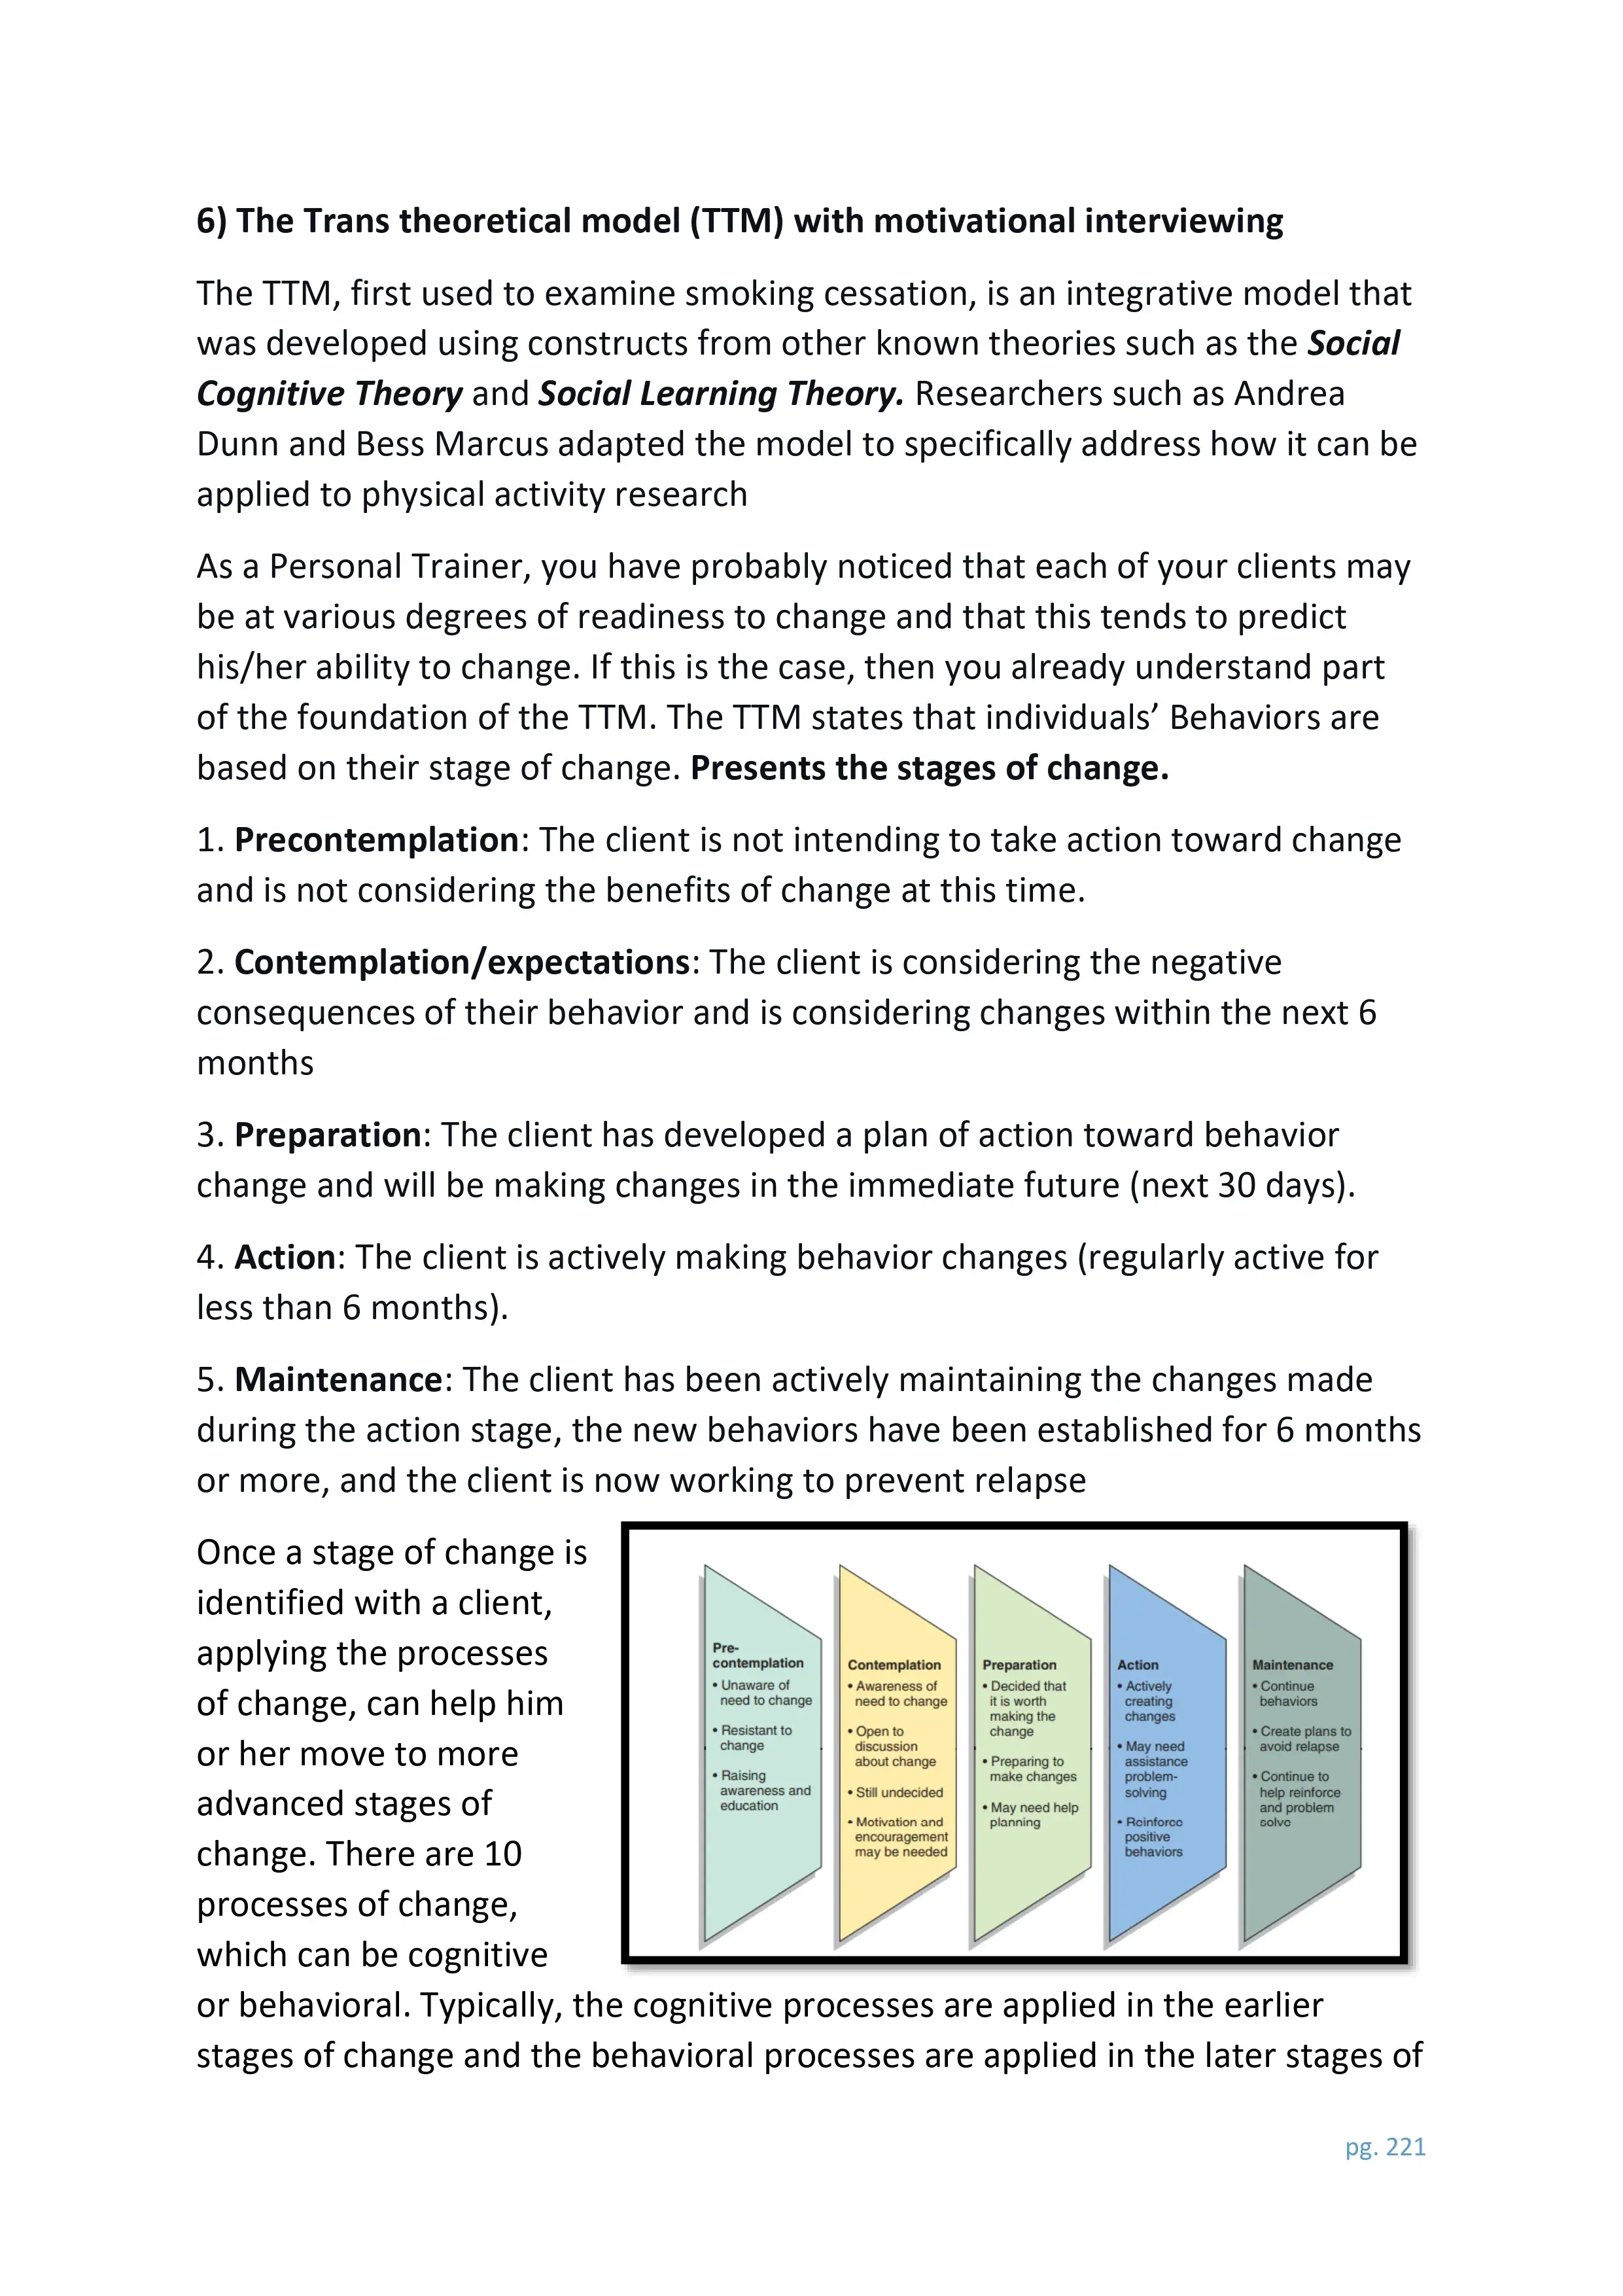 6) The Trans theoretical model (TTM) with motivational interviewing
The TTM, first used to examine smoking cessation, is an integrative model that
was developed using constructs from other known theories such as the Social
Cognitive Theory and Social Learning Theory. Researchers such as Andrea
Dunn and Bess Marcus adapted the model to specifically address how it can be
applied to physical activity research
As a Personal Trainer, you have probably noticed that each of your clients may
be at various degrees of readiness to change and that this tends to predict
his/her ability to change. If this is the case, then you already understand part
of the foundation of the TTM. The TTM states that individuals’ Behaviors are
based on their stage of change. Presents the stages of change.
1. Precontemplation: The client is not intending to take action toward change
and is not considering the benefits of change at this time.
2. Contemplation/expectations: The client is considering the negative
consequences of their behavior and is considering changes within the next 6
months
3. Preparation: The client has developed a plan of action toward behavior
change and will be making changes in the immediate future (next 30 days).
4. Action: The client is actively making behavior changes (regularly active for
less than 6 months).
5. Maintenance: The client has been actively maintaining the changes made
during the action stage, the new behaviors have been established for 6 months
or more, and the client is now working to prevent relapse
Once a stage of change is
identified with a client,
applying the processes
of change, can help him
or her move to more
advanced stages of
change. There are 10
processes of change,
which can be cognitive
Pre-
contemplation
• Unaware of
need to change
• Resistant to
change
• Raising
awareness and
education
Contemplation
• Awareness of
need to change
• Open to
discussion
about change
• Still undecided
• Motivation and
encouragement
may be needed
Preparation
• Decided that
it is worth
making the
change
• Preparing to
make changes
• May need help
planning
Action
• Actively
creating
changes
• May need
assistance
problem-
solving
• Reinforce
positive
behaviors
Maintenance
• Continue
behaviors
• Create plans to
avoid relapse
• Continue to
help reinforce
and problem
solve
or behavioral. Typically, the cognitive processes are applied in the earlier
stages of change and the behavioral processes are applied in the later stages of
pg. 221